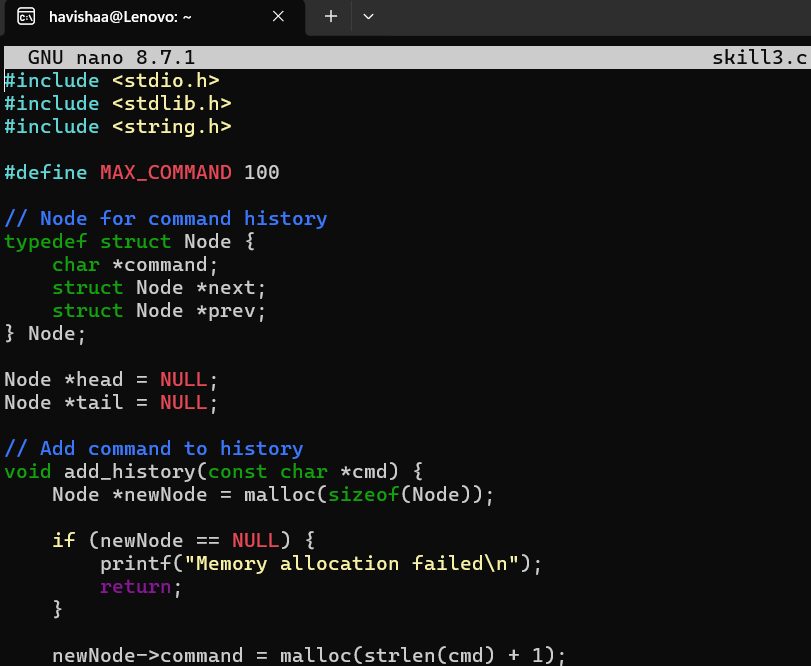 havishaa@Lenovo: ~
GNU nano 8.7.1 skill3.c
#include <stdio.h>
#include <stdlib.h>
#include <string.h>
#define MAX_COMMAND 100
// Node for command history
typedef struct Node {
    char *command;
    struct Node *next;
    struct Node *prev;
} Node;
Node *head = NULL;
Node *tail = NULL;
// Add command to history
void add_history(const char *cmd) {
    Node *newNode = malloc(sizeof(Node));
    if (newNode == NULL) {
        printf("Memory allocation failed\n");
        return;
    }
    newNode->command = malloc(strlen(cmd) + 1);